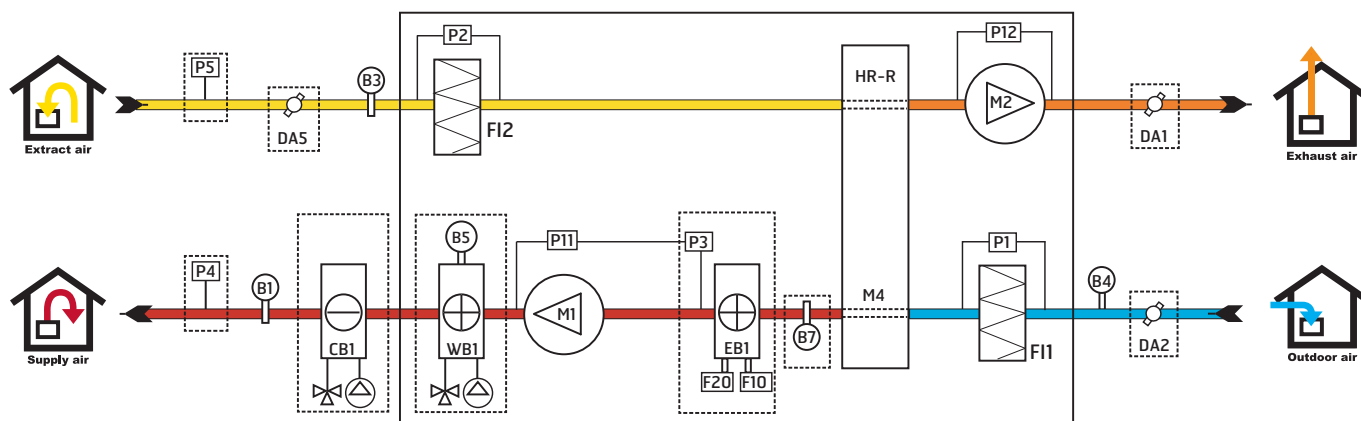 P2
P12
P5
B3
HR-R
M2
FI2
DA5
DA1
Extract air
Exhaust air
B5
P11
P3
P1
P4
B1
B4
M4
M1
B7
CB1
WB1
EB1
FI1
DA2
Supply air
Outdoor air
F20
F10